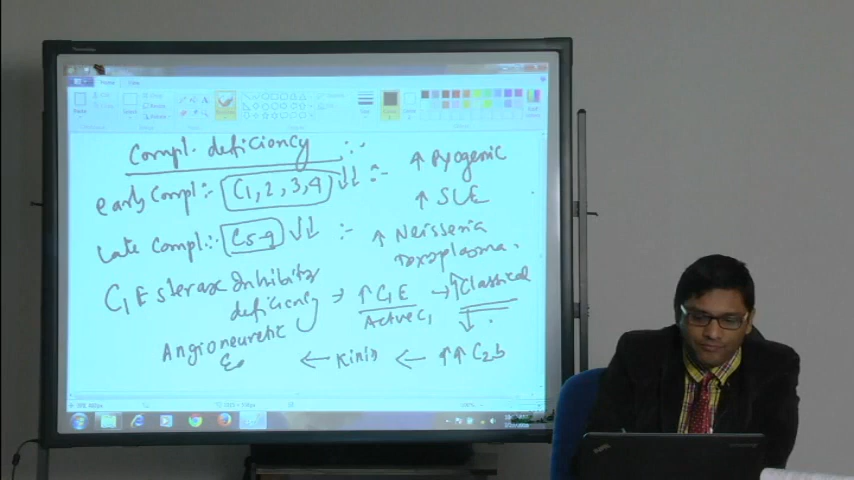 Compl. deficiency :-
early Compl :- C1, 2, 3, 4 ↓↓ :- ↑ Pyogenic
↑ SLE
Late Compl :- C5-9 ↓↓ :- ↑ Neisseria
Toxoplasma.
C1 Esterase Inhibitor
deficiency → ↑ C1E → ↑ Classical
Active C1 ↓
Angioneuretic ← Kinin ← ↑↑ C2b